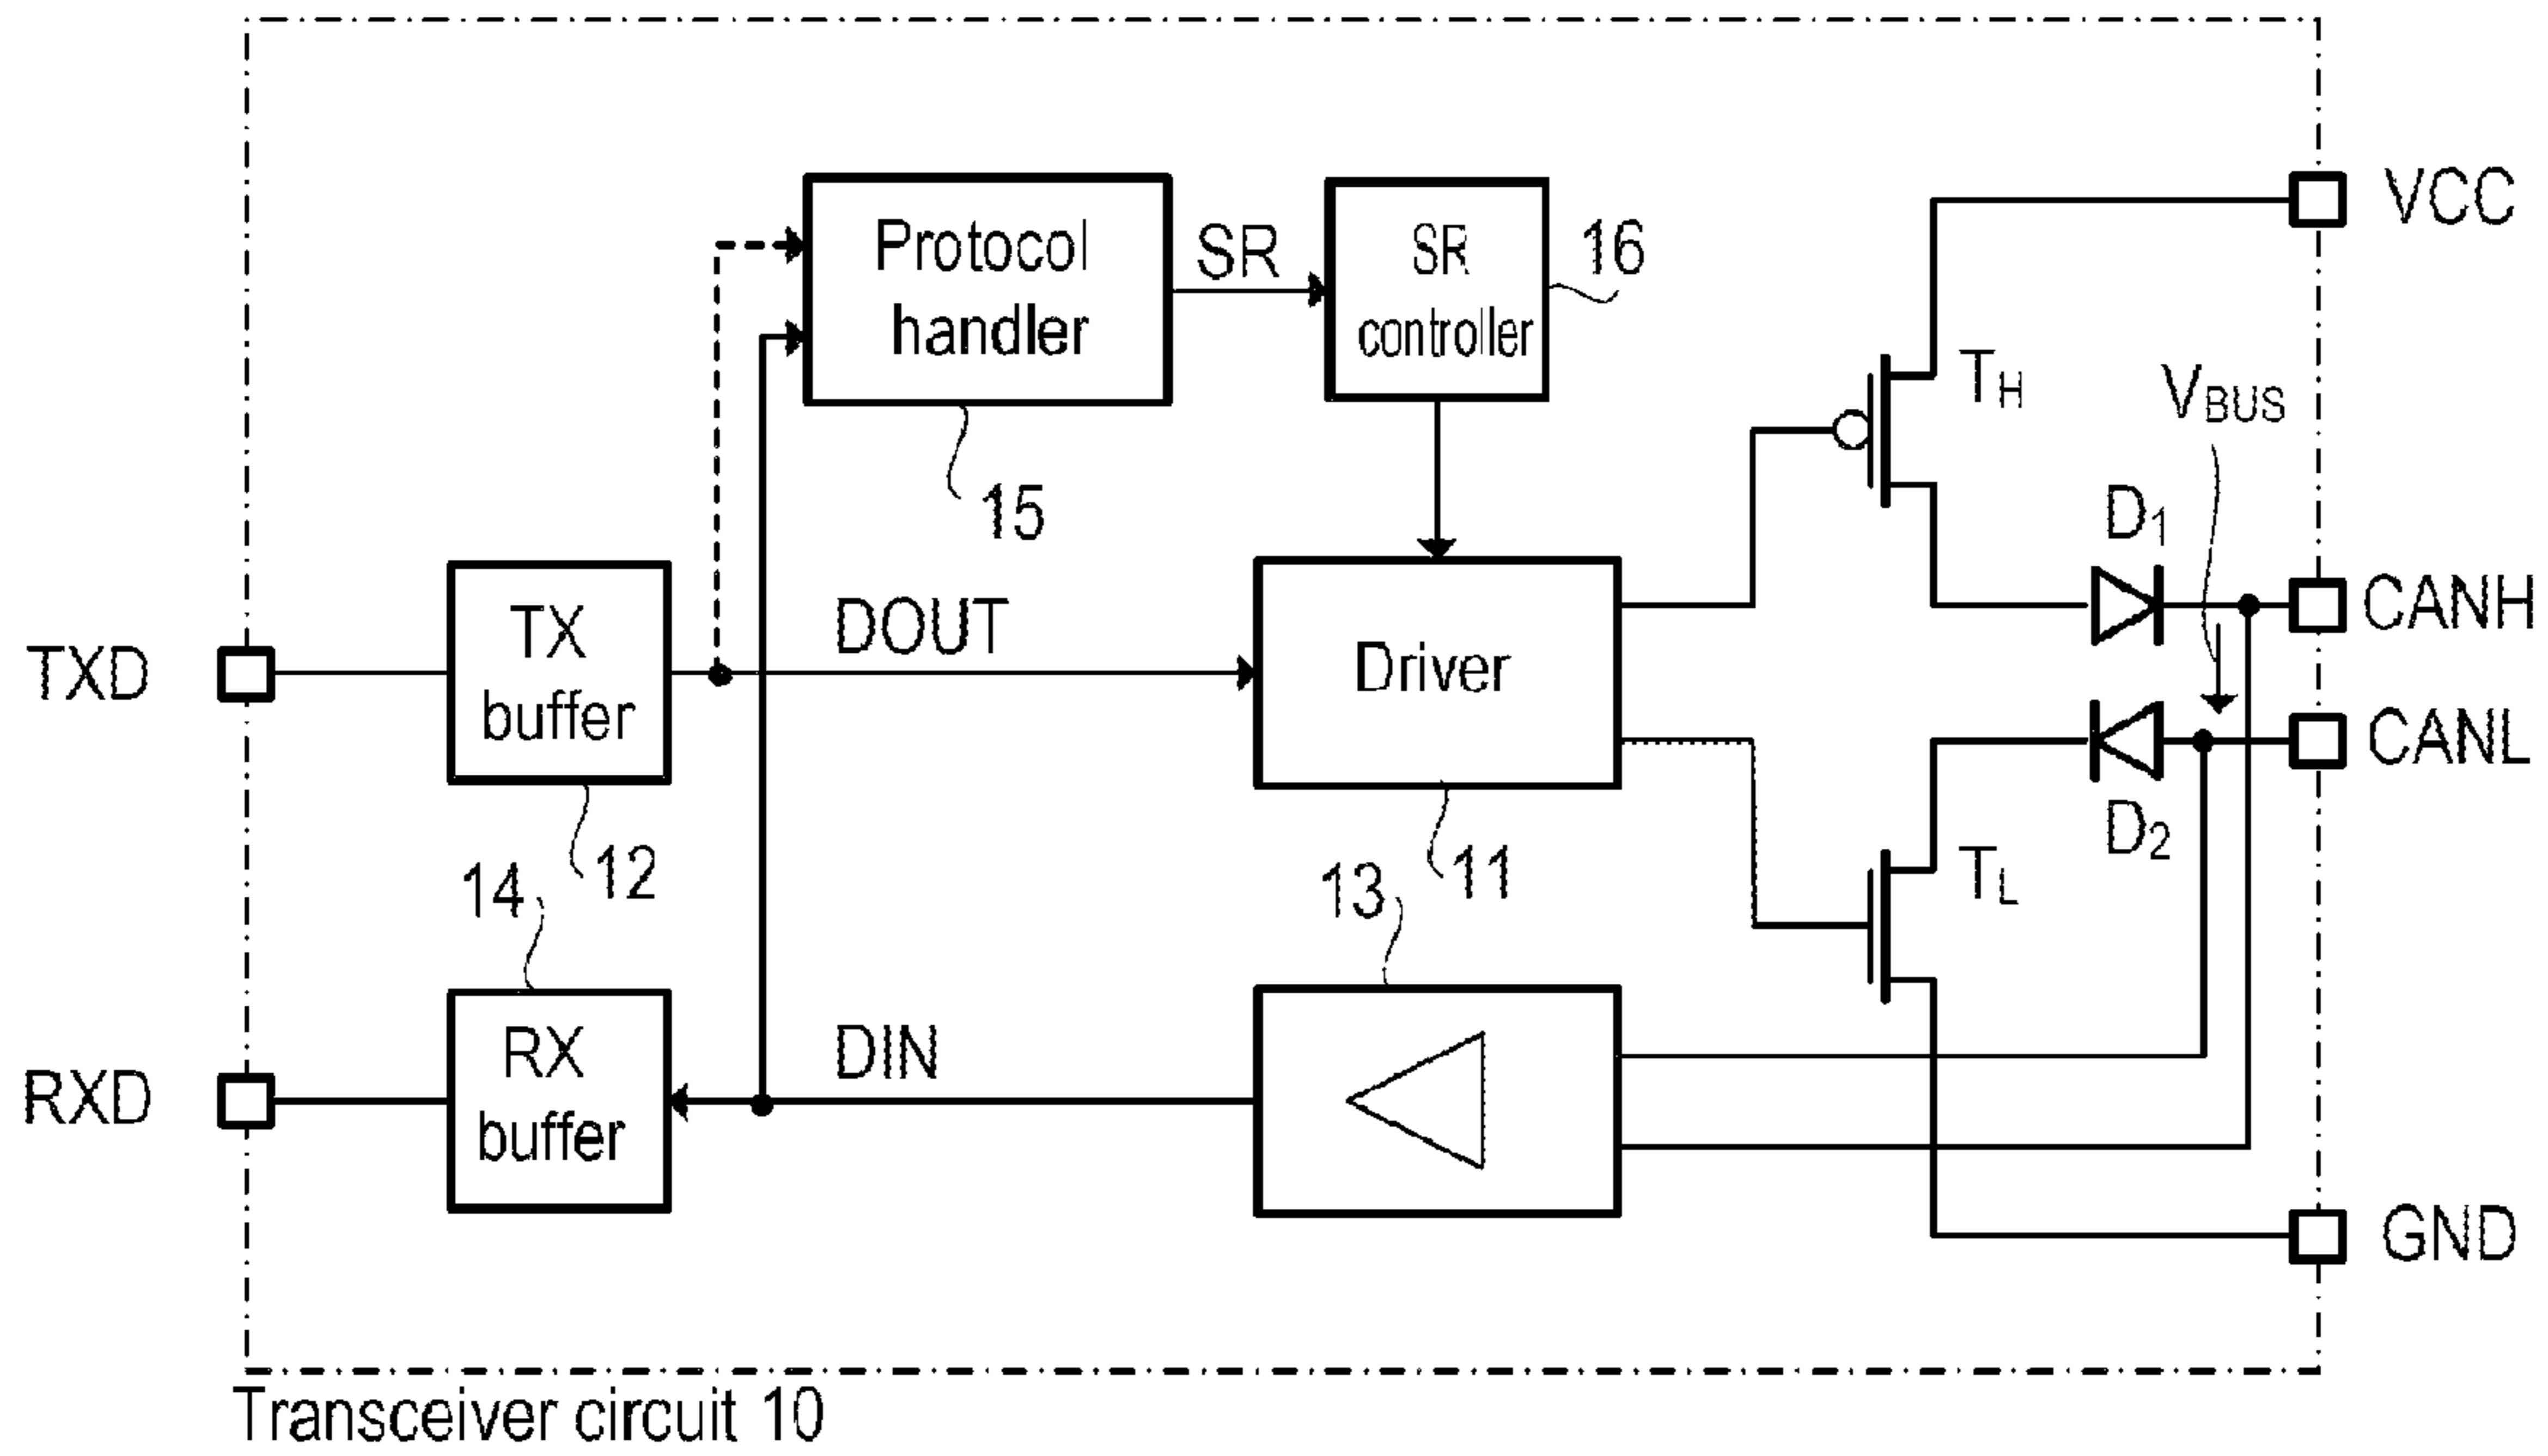 VCC
Protocol
handler
SR
SR
controller
16
TH
VBUS
15
D1
CANH
TX
buffer
DOUT
Driver
TXD
CANL
D2
12
11
TL
14
13
RX
buffer
DIN
RXD
GND
Transceiver circuit 10